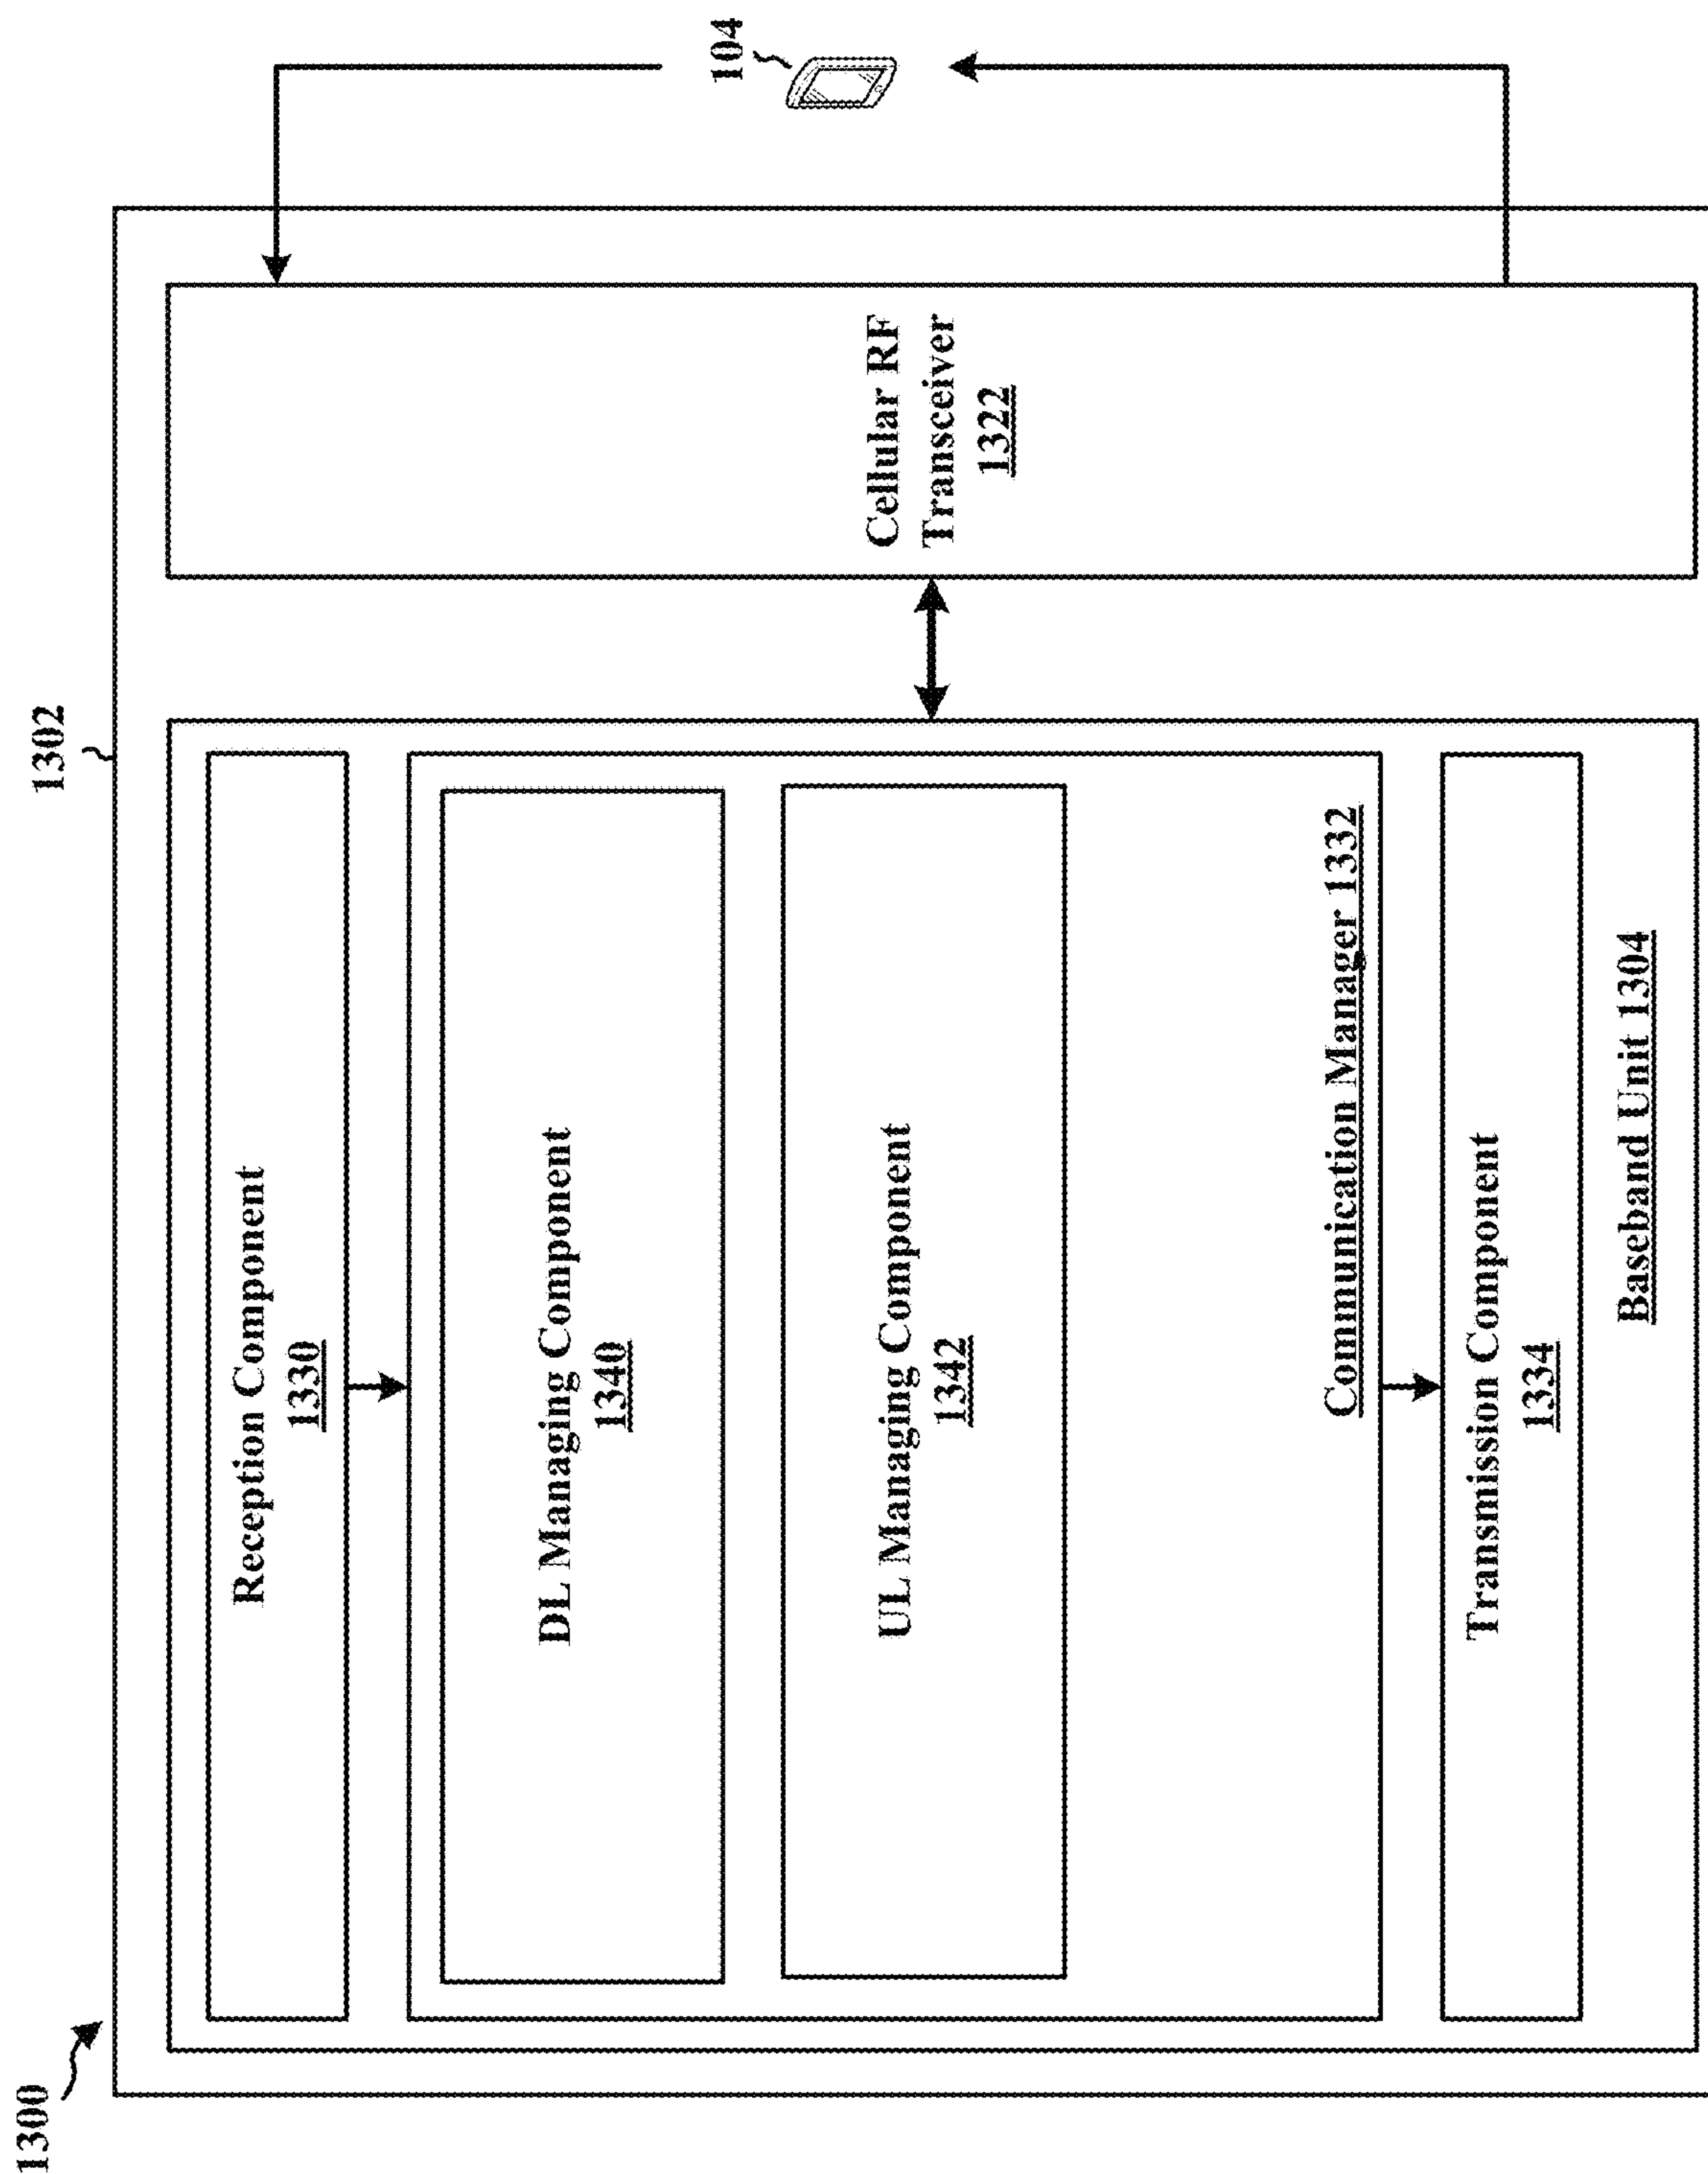 1300
1302
104
Reception Component
1330
DL Managing Component
1340
UL Managing Component
1342
Communication Manager 1332
Transmission Component
1334
Baseband Unit 1304
Cellular RF
Transceiver
1322